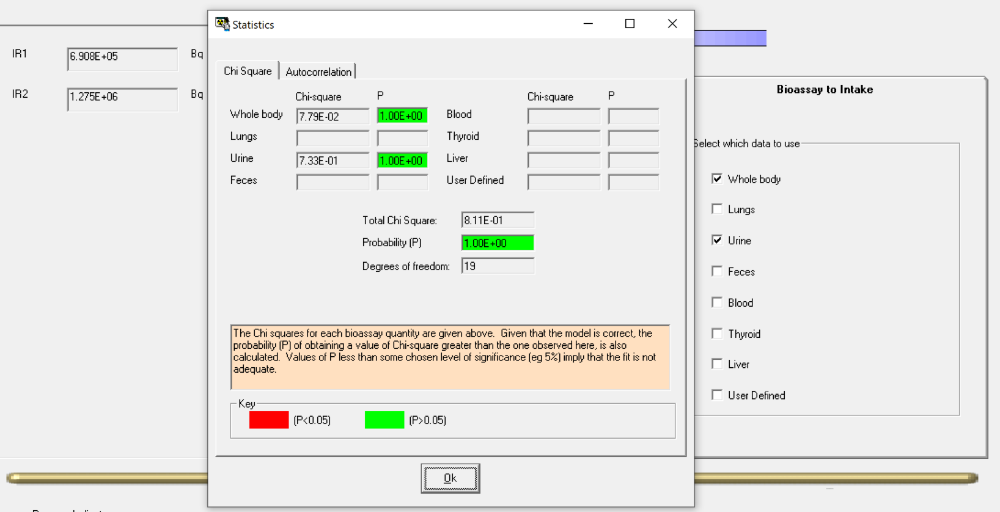 Statistics
IR1 6.908E+05 Bq
IR2 1.275E+06 Bq
Chi Square Autocorrelation
Chi-square P Chi-square P
Whole body 7.79E-02 1.00E+00 Blood
Lungs Thyroid
Urine 7.33E-01 1.00E+00 Liver
Feces User Defined
Total Chi Square: 8.11E-01
Probability (P) 1.00E+00
Degrees of freedom: 19
The Chi squares for each bioassay quantity are given above. Given that the model is correct, the
probability (P) of obtaining a value of Chi-square greater than the one observed here, is also
calculated. Values of P less than some chosen level of significance (eg 5%) imply that the fit is not
adequate.
Key
(P<0.05) (P>0.05)
Ok
Bioassay to Intake
Select which data to use
Whole body
Lungs
Urine
Feces
Blood
Thyroid
Liver
User Defined